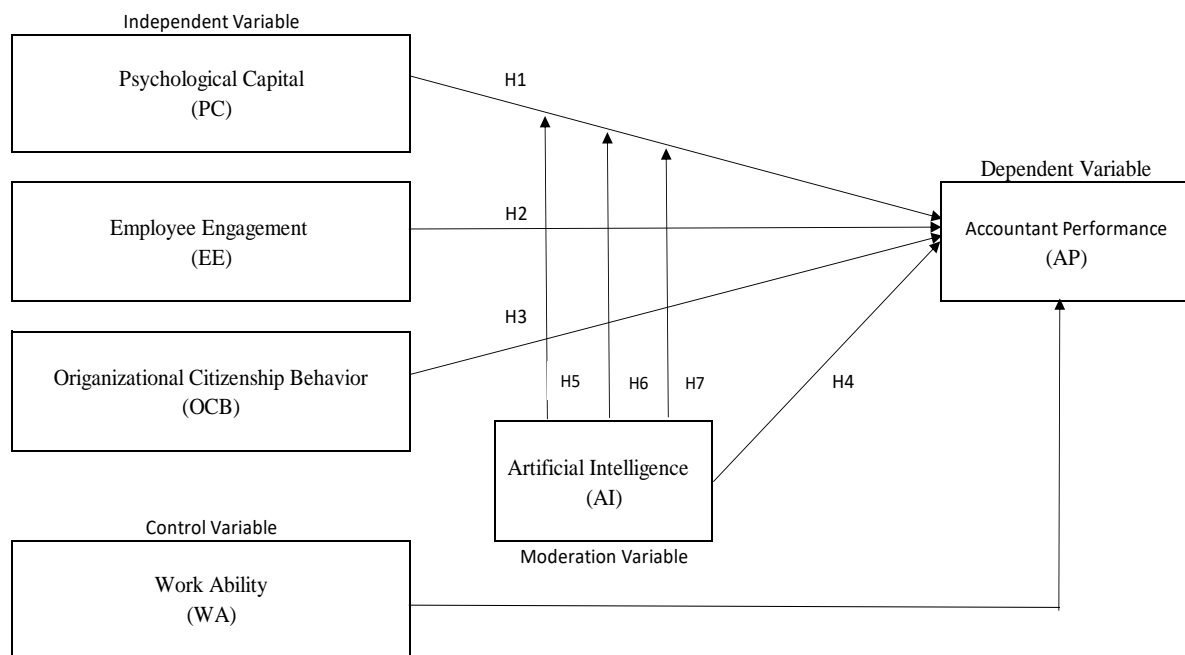 Independent Variable
Psychological Capital
(PC)
H1
Dependent Variable
Employee Engagement
(EE)
H2
Accountant Performance
(AP)
H3
Origanizational Citizenship Behavior
(OCB)
H5
H6
H7
H4
Artificial Intelligence
(AI)
Moderation Variable
Control Variable
Work Ability
(WA)